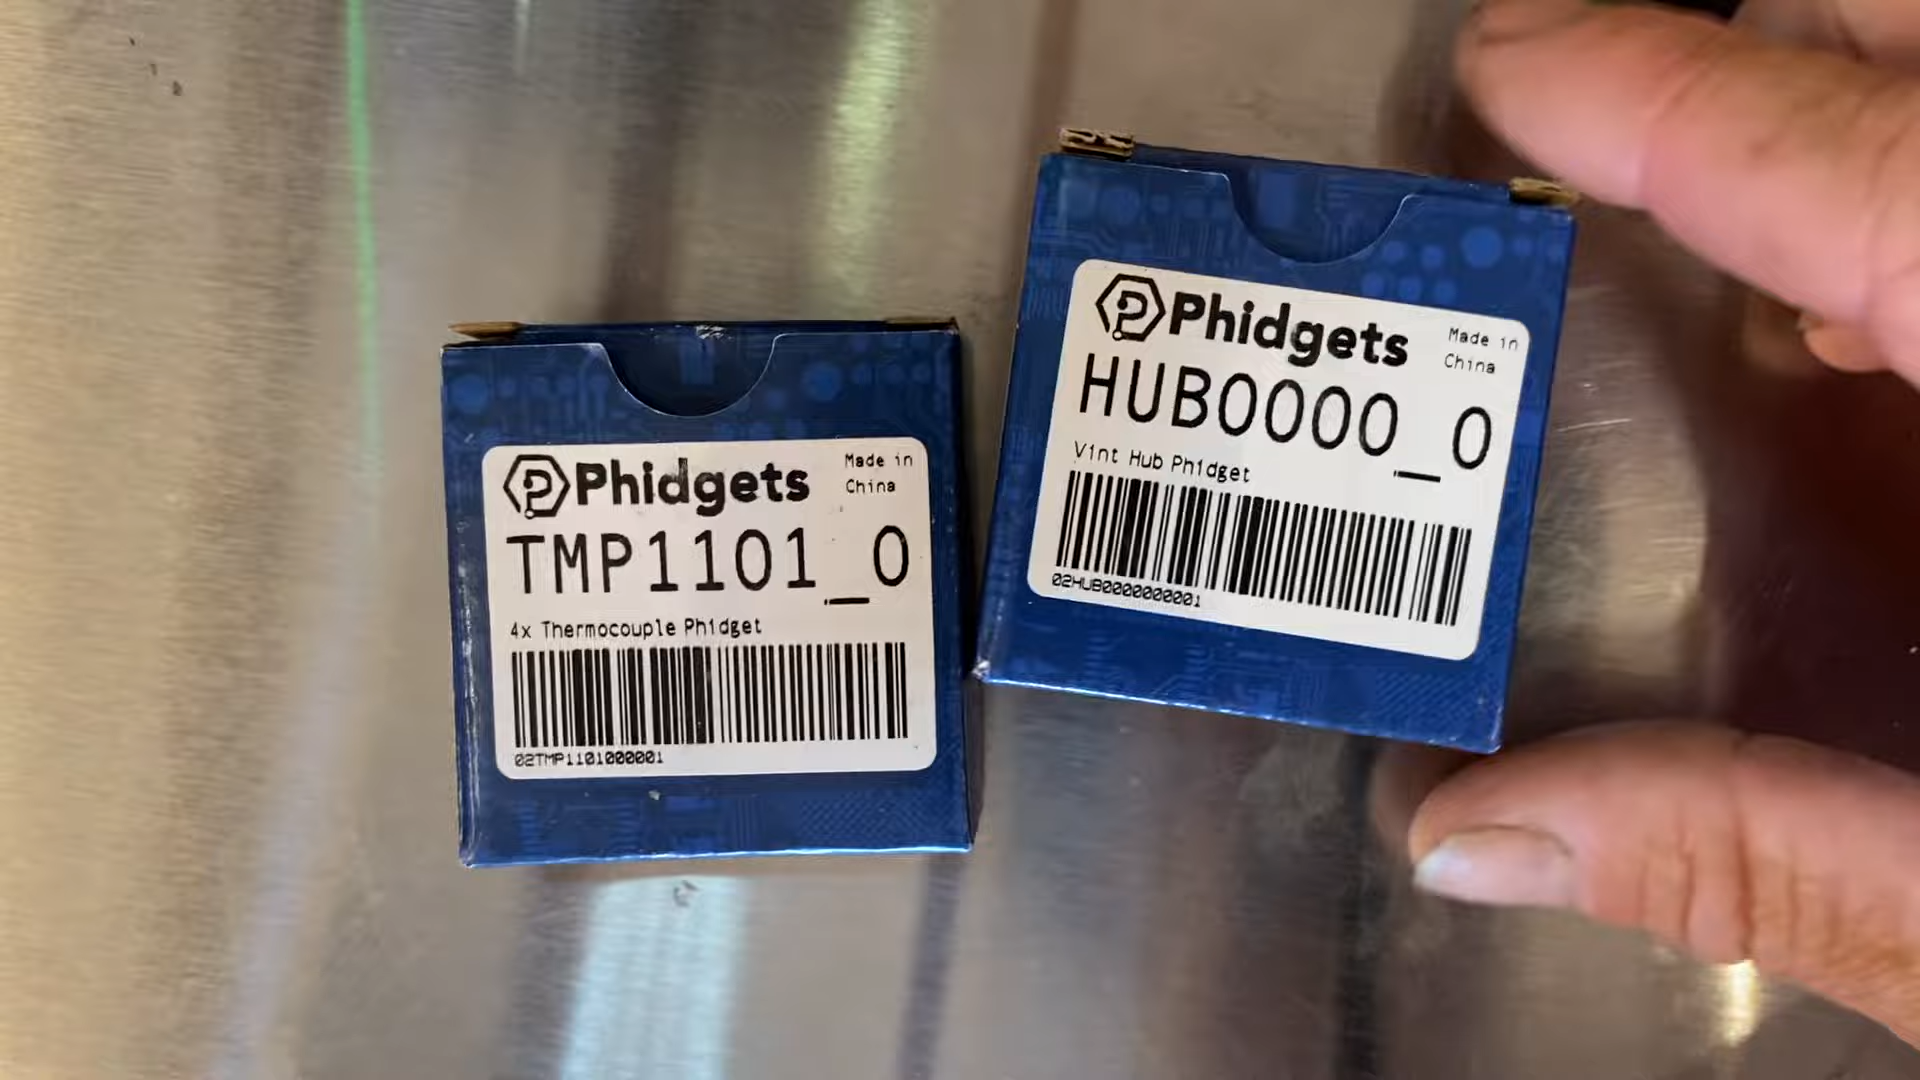 Phidgets
Made in
China
TMP1101_0
4x Thermocouple Phidget
02TMP1101000001
Phidgets
Made in
China
HUB0000_0
Vint Hub Phidget
02HUB0000000001